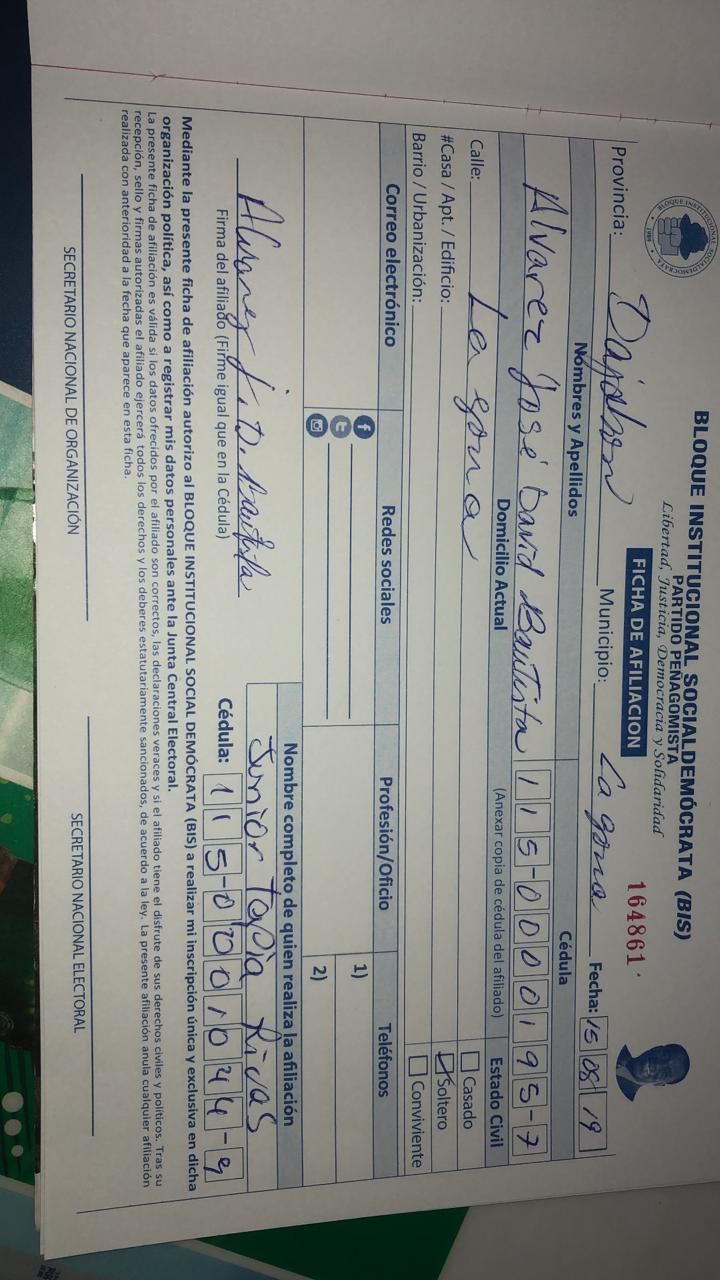 BLOQUE INSTITUCIONAL SOCIALDEMÓCRATA (BIS)
PARTIDO PEÑAGOMISTA
Libertad, Justicia, Democracia y Solidaridad
BLOQUE INSTITUCIONAL SOCIALDEMOCRATA
1989
FICHA DE AFILIACION
164861
Provincia: Dajabon Municipio: La gorra Fecha: 15 08 19
Nombres y Apellidos Cédula
Alvarez José David Bautista 115-0000195-7
Domicilio Actual (Anexar copia de cédula del afiliado) Estado Civil
Calle: La gorra
Casado
#Casa / Apt. / Edificio: Soltero
Barrio / Urbanización: Conviviente
Correo electrónico Redes sociales Profesión/Oficio Teléfonos
1)
2)
Nombre completo de quien realiza la afiliación
Alvarez J. D. Bautista Junior Tapia Rivas
Firma del afiliado (Firme igual que en la Cédula) Cédula: 115-0001044-9
Mediante la presente ficha de afiliación autorizo al BLOQUE INSTITUCIONAL SOCIAL DEMÓCRATA (BIS) a realizar mi inscripción única y exclusiva en dicha
organización política, así como a registrar mis datos personales ante la Junta Central Electoral.
La presente ficha de afiliación es válida si los datos ofrecidos por el afiliado son correctos, las declaraciones veraces y si el afiliado tiene el disfrute de sus derechos civiles y políticos. Tras su
recepción, sello y firmas autorizadas el afiliado ejercerá todos los derechos y los deberes estatutariamente sancionados, de acuerdo a la ley. La presente afiliación anula cualquier afiliación
realizada con anterioridad a la fecha que aparece en esta ficha.
SECRETARIO NACIONAL DE ORGANIZACIÓN SECRETARIO NACIONAL ELECTORAL